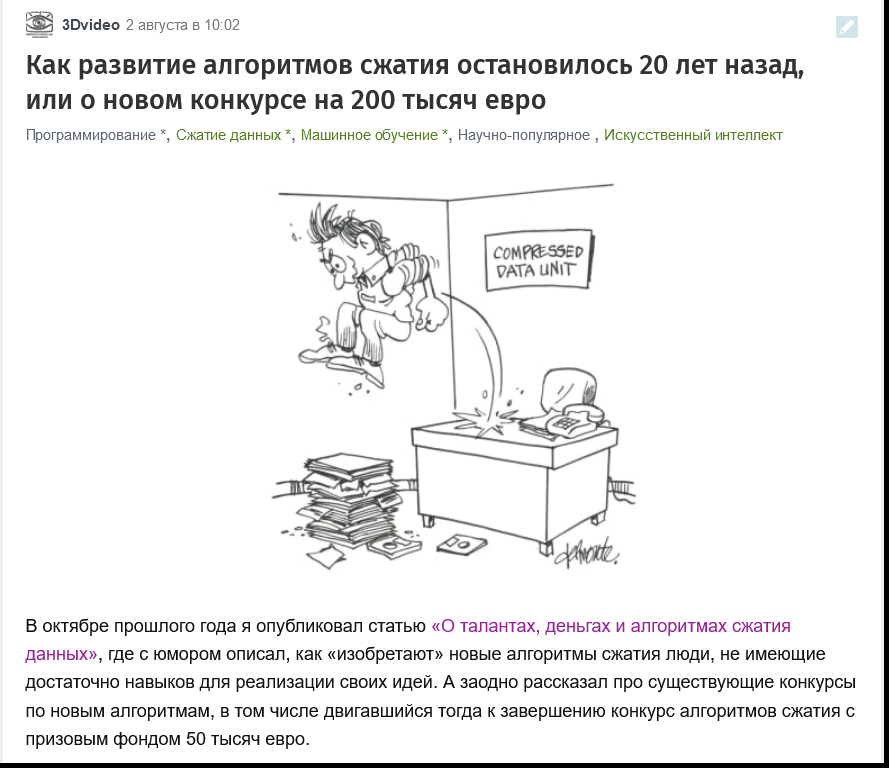 3Dvideo 2 августа в 10:02
Как развитие алгоритмов сжатия остановилось 20 лет назад,
или о новом конкурсе на 200 тысяч евро
Программирование *, Сжатие данных *, Машинное обучение *, Научно-популярное , Искусственный интеллект
COMPRESSED
DATA UNIT
delmonte.
В октябре прошлого года я опубликовал статью «О талантах, деньгах и алгоритмах сжатия
данных», где с юмором описал, как «изобретают» новые алгоритмы сжатия люди, не имеющие
достаточно навыков для реализации своих идей. А заодно рассказал про существующие конкурсы
по новым алгоритмам, в том числе двигавшийся тогда к завершению конкурс алгоритмов сжатия с
призовым фондом 50 тысяч евро.